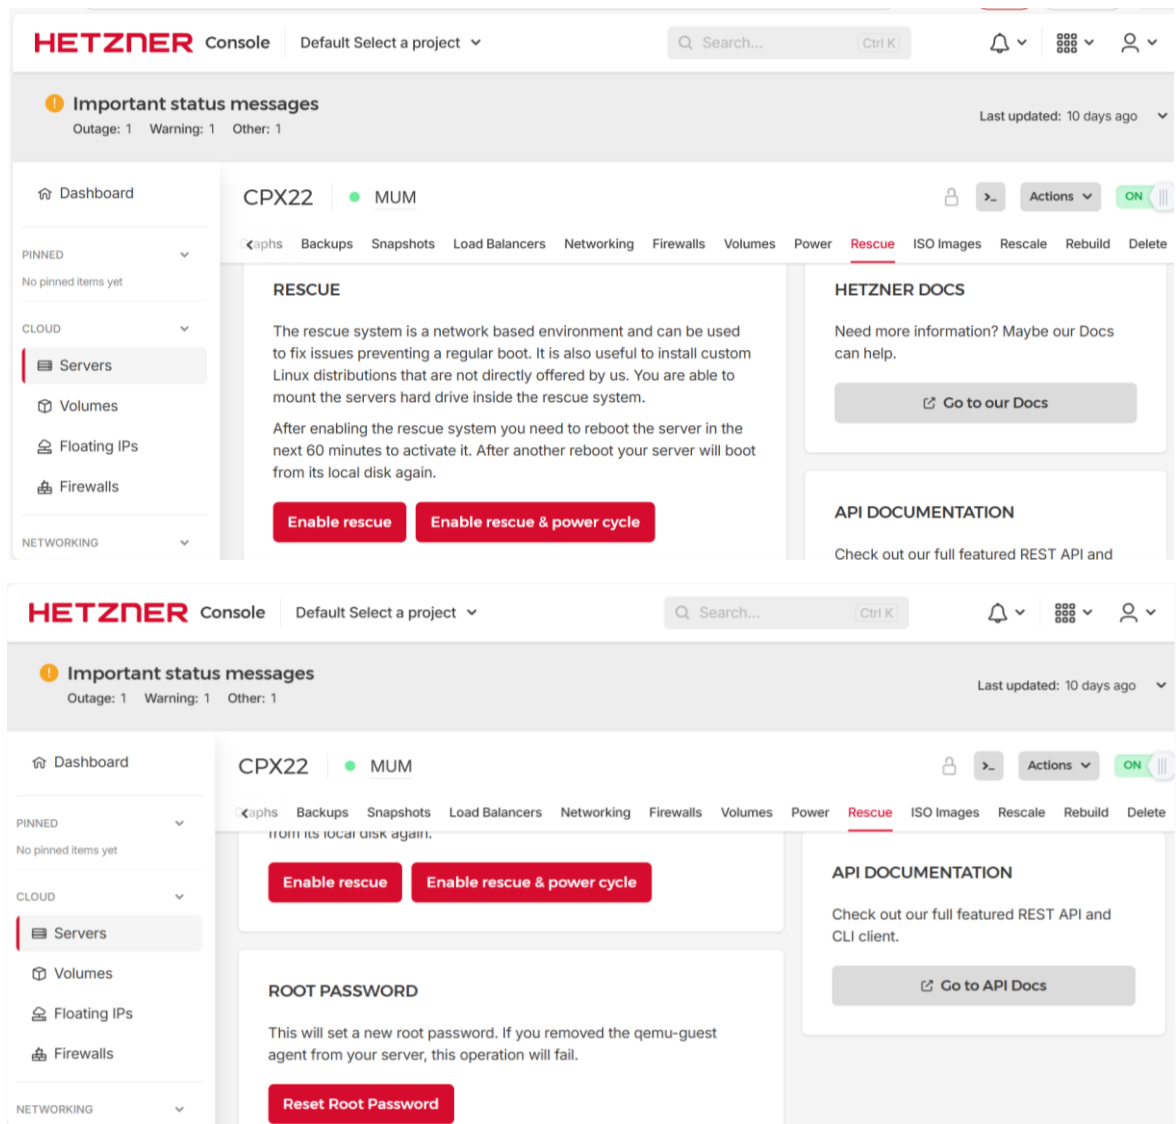 HETZNER Console Default Select a project Search... Ctrl K
Important status messages
Outage: 1 Warning: 1 Other: 1
Last updated: 10 days ago
Dashboard
PINNED
No pinned items yet
CLOUD
Servers
Volumes
Floating IPs
Firewalls
NETWORKING
CPX22 MUM >_ Actions ON
Graphs Backups Snapshots Load Balancers Networking Firewalls Volumes Power Rescue ISO Images Rescale Rebuild Delete
RESCUE
The rescue system is a network based environment and can be used
to fix issues preventing a regular boot. It is also useful to install custom
Linux distributions that are not directly offered by us. You are able to
mount the servers hard drive inside the rescue system.
After enabling the rescue system you need to reboot the server in the
next 60 minutes to activate it. After another reboot your server will boot
from its local disk again.
Enable rescue Enable rescue & power cycle
HETZNER DOCS
Need more information? Maybe our Docs
can help.
Go to our Docs
API DOCUMENTATION
Check out our full featured REST API and
HETZNER Console Default Select a project Search... Ctrl K
Important status messages
Outage: 1 Warning: 1 Other: 1
Last updated: 10 days ago
Dashboard
PINNED
No pinned items yet
CLOUD
Servers
Volumes
Floating IPs
Firewalls
NETWORKING
CPX22 MUM >_ Actions ON
Graphs Backups Snapshots Load Balancers Networking Firewalls Volumes Power Rescue ISO Images Rescale Rebuild Delete
from its local disk again.
Enable rescue Enable rescue & power cycle
ROOT PASSWORD
This will set a new root password. If you removed the qemu-guest
agent from your server, this operation will fail.
Reset Root Password
API DOCUMENTATION
Check out our full featured REST API and
CLI client.
Go to API Docs